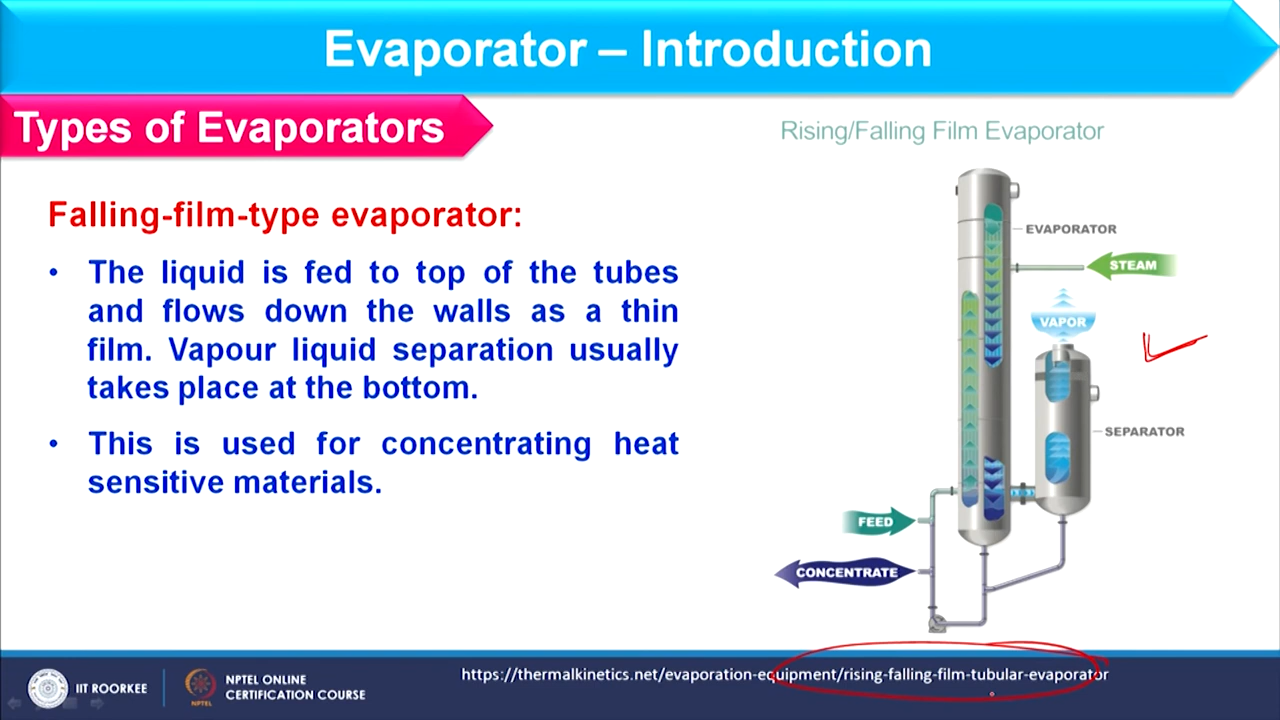 Evaporator – Introduction
Types of Evaporators
Rising/Falling Film Evaporator
Falling-film-type evaporator:
• The liquid is fed to top of the tubes
and flows down the walls as a thin
film. Vapour liquid separation usually
takes place at the bottom.
• This is used for concentrating heat
sensitive materials.
EVAPORATOR
STEAM
VAPOR
SEPARATOR
FEED
CONCENTRATE
https://thermalkinetics.net/evaporation-equipment/rising-falling-film-tubular-evaporator
IIT ROORKEE
NPTEL ONLINE
CERTIFICATION COURSE
NPTEL